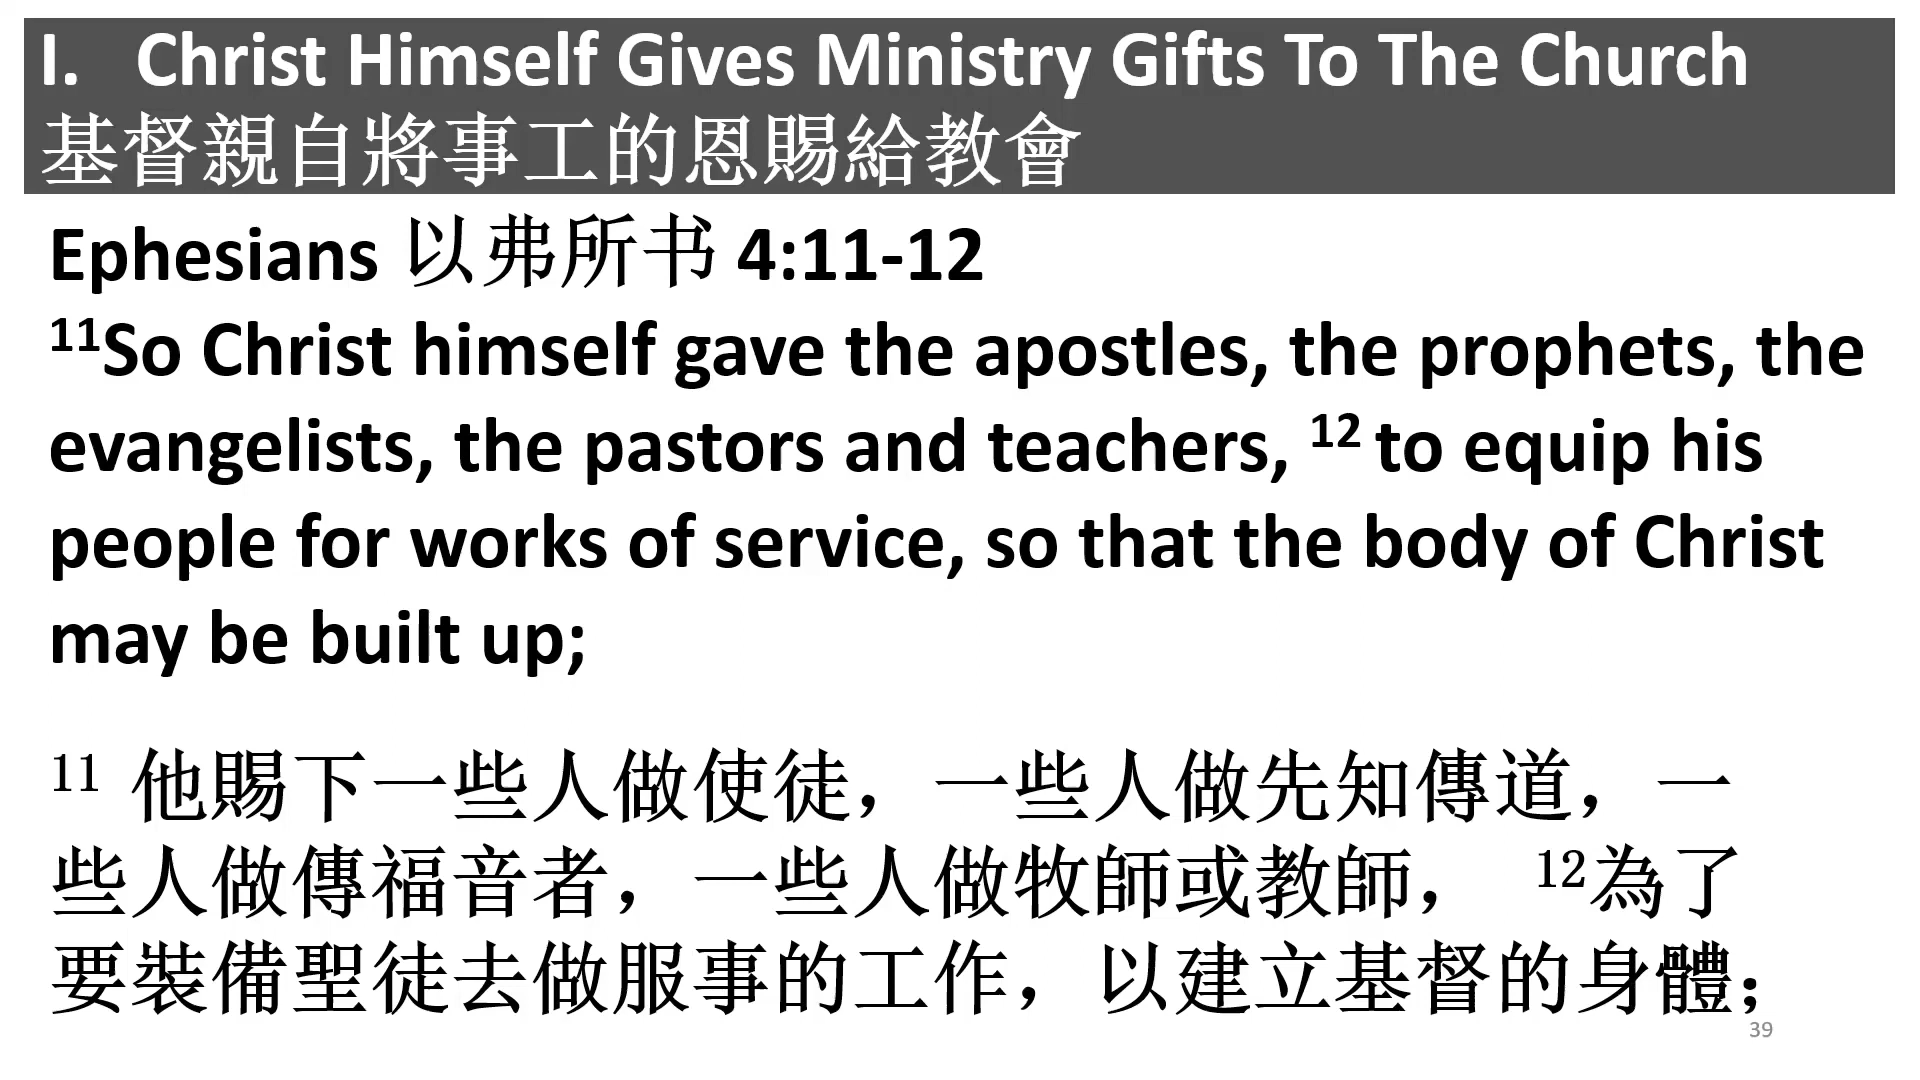 I. Christ Himself Gives Ministry Gifts To The Church
基督親自將事工的恩賜給教會
Ephesians 以弗所书 4:11-12
11So Christ himself gave the apostles, the prophets, the
evangelists, the pastors and teachers, 12 to equip his
people for works of service, so that the body of Christ
may be built up;
11 他賜下一些人做使徒，一些人做先知傳道，一
些人做傳福音者，一些人做牧師或教師， 12為了
要裝備聖徒去做服事的工作，以建立基督的身體；
39